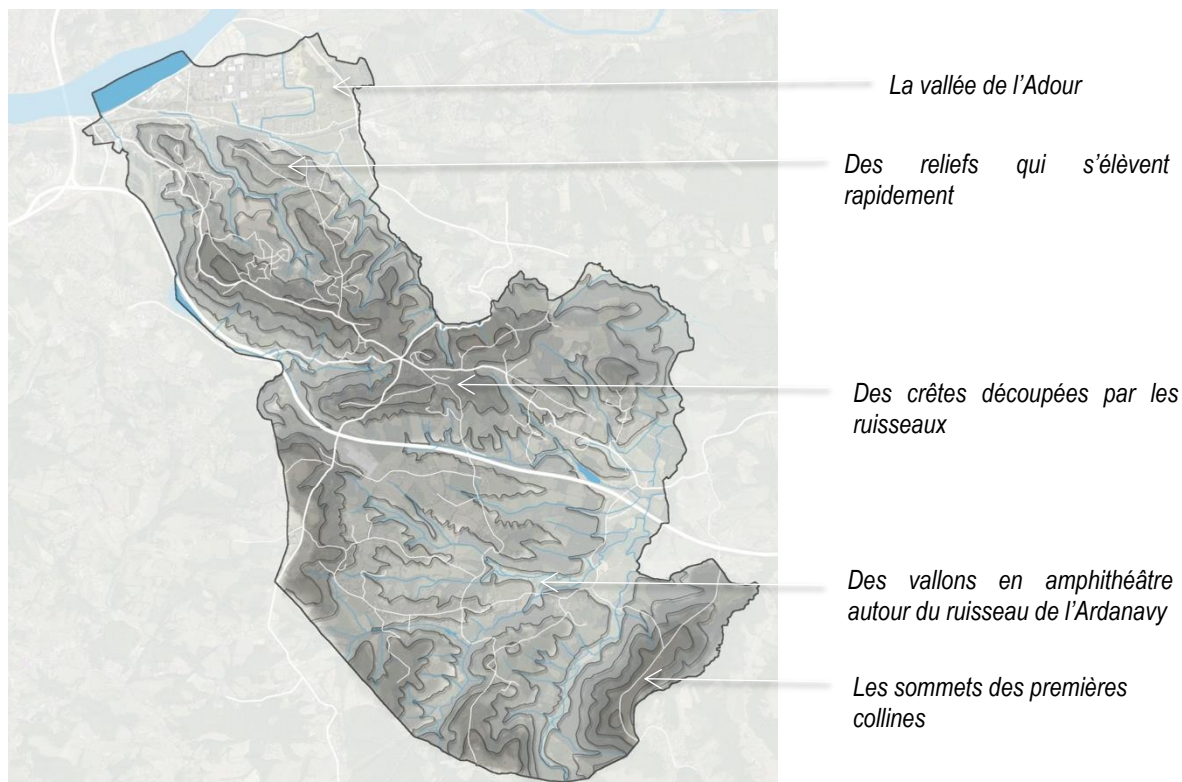 La vallée de l’Adour
Des reliefs qui s’élèvent
rapidement
Des crêtes découpées par les
ruisseaux
Des vallons en amphithéâtre
autour du ruisseau de l’Ardanavy
Les sommets des premières
collines